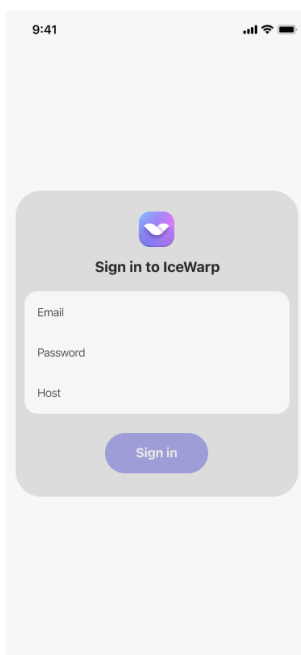 9:41
Sign in to IceWarp
Email
Password
Host
Sign in